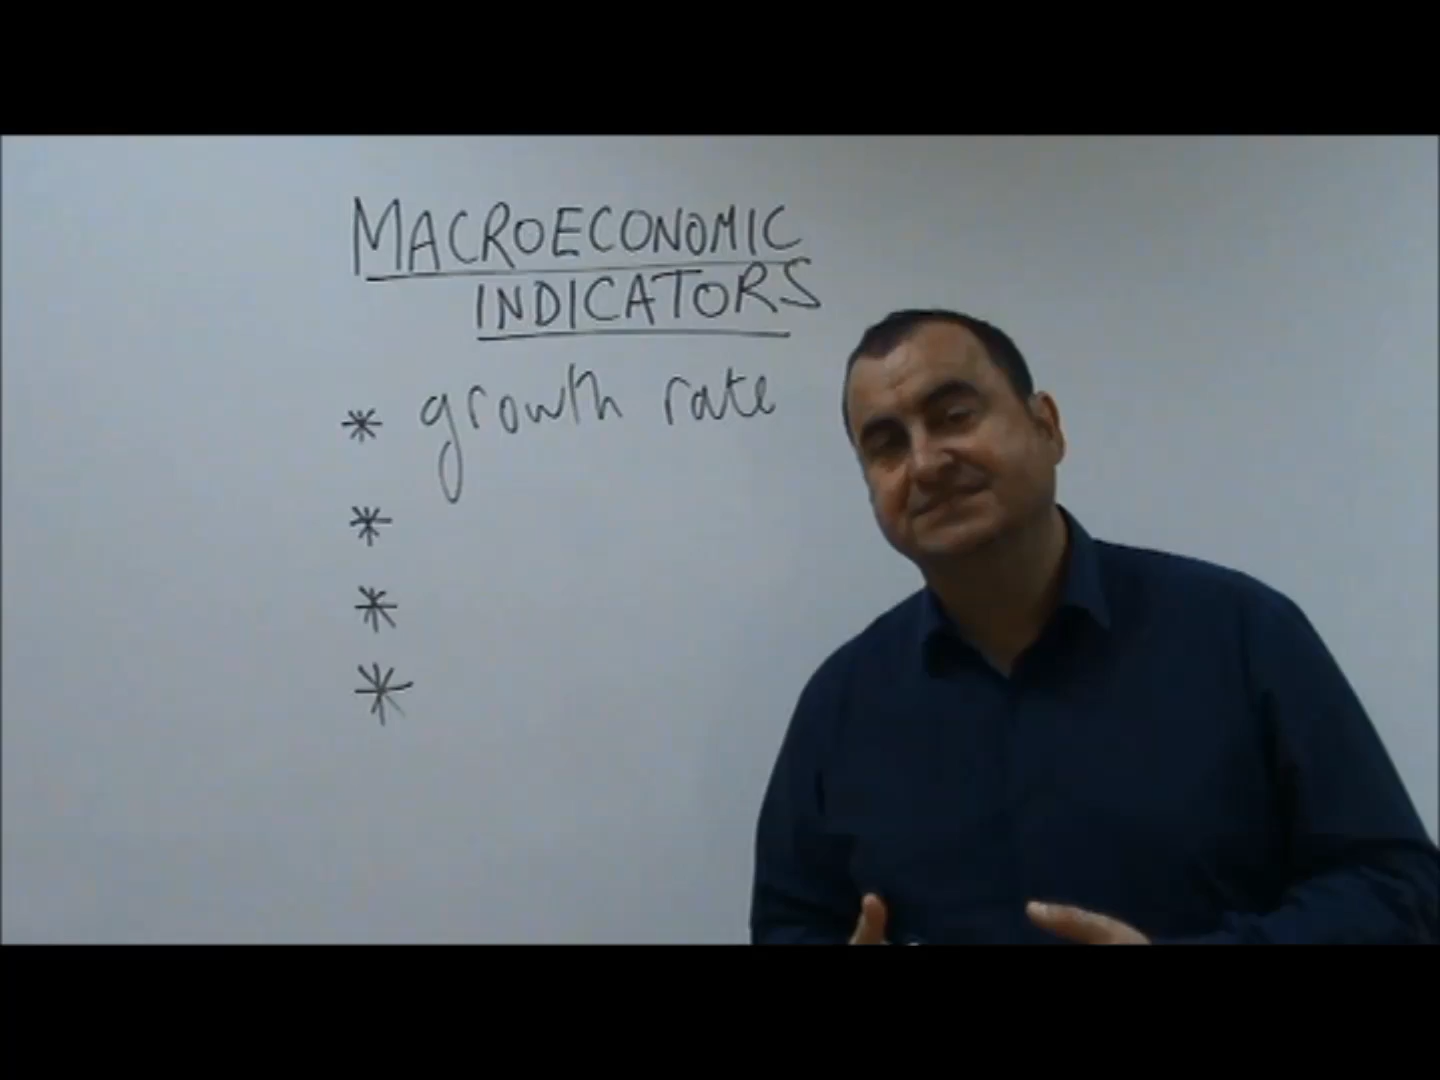 MACROECONOMIC
INDICATORS
* growth rate
*
*
*